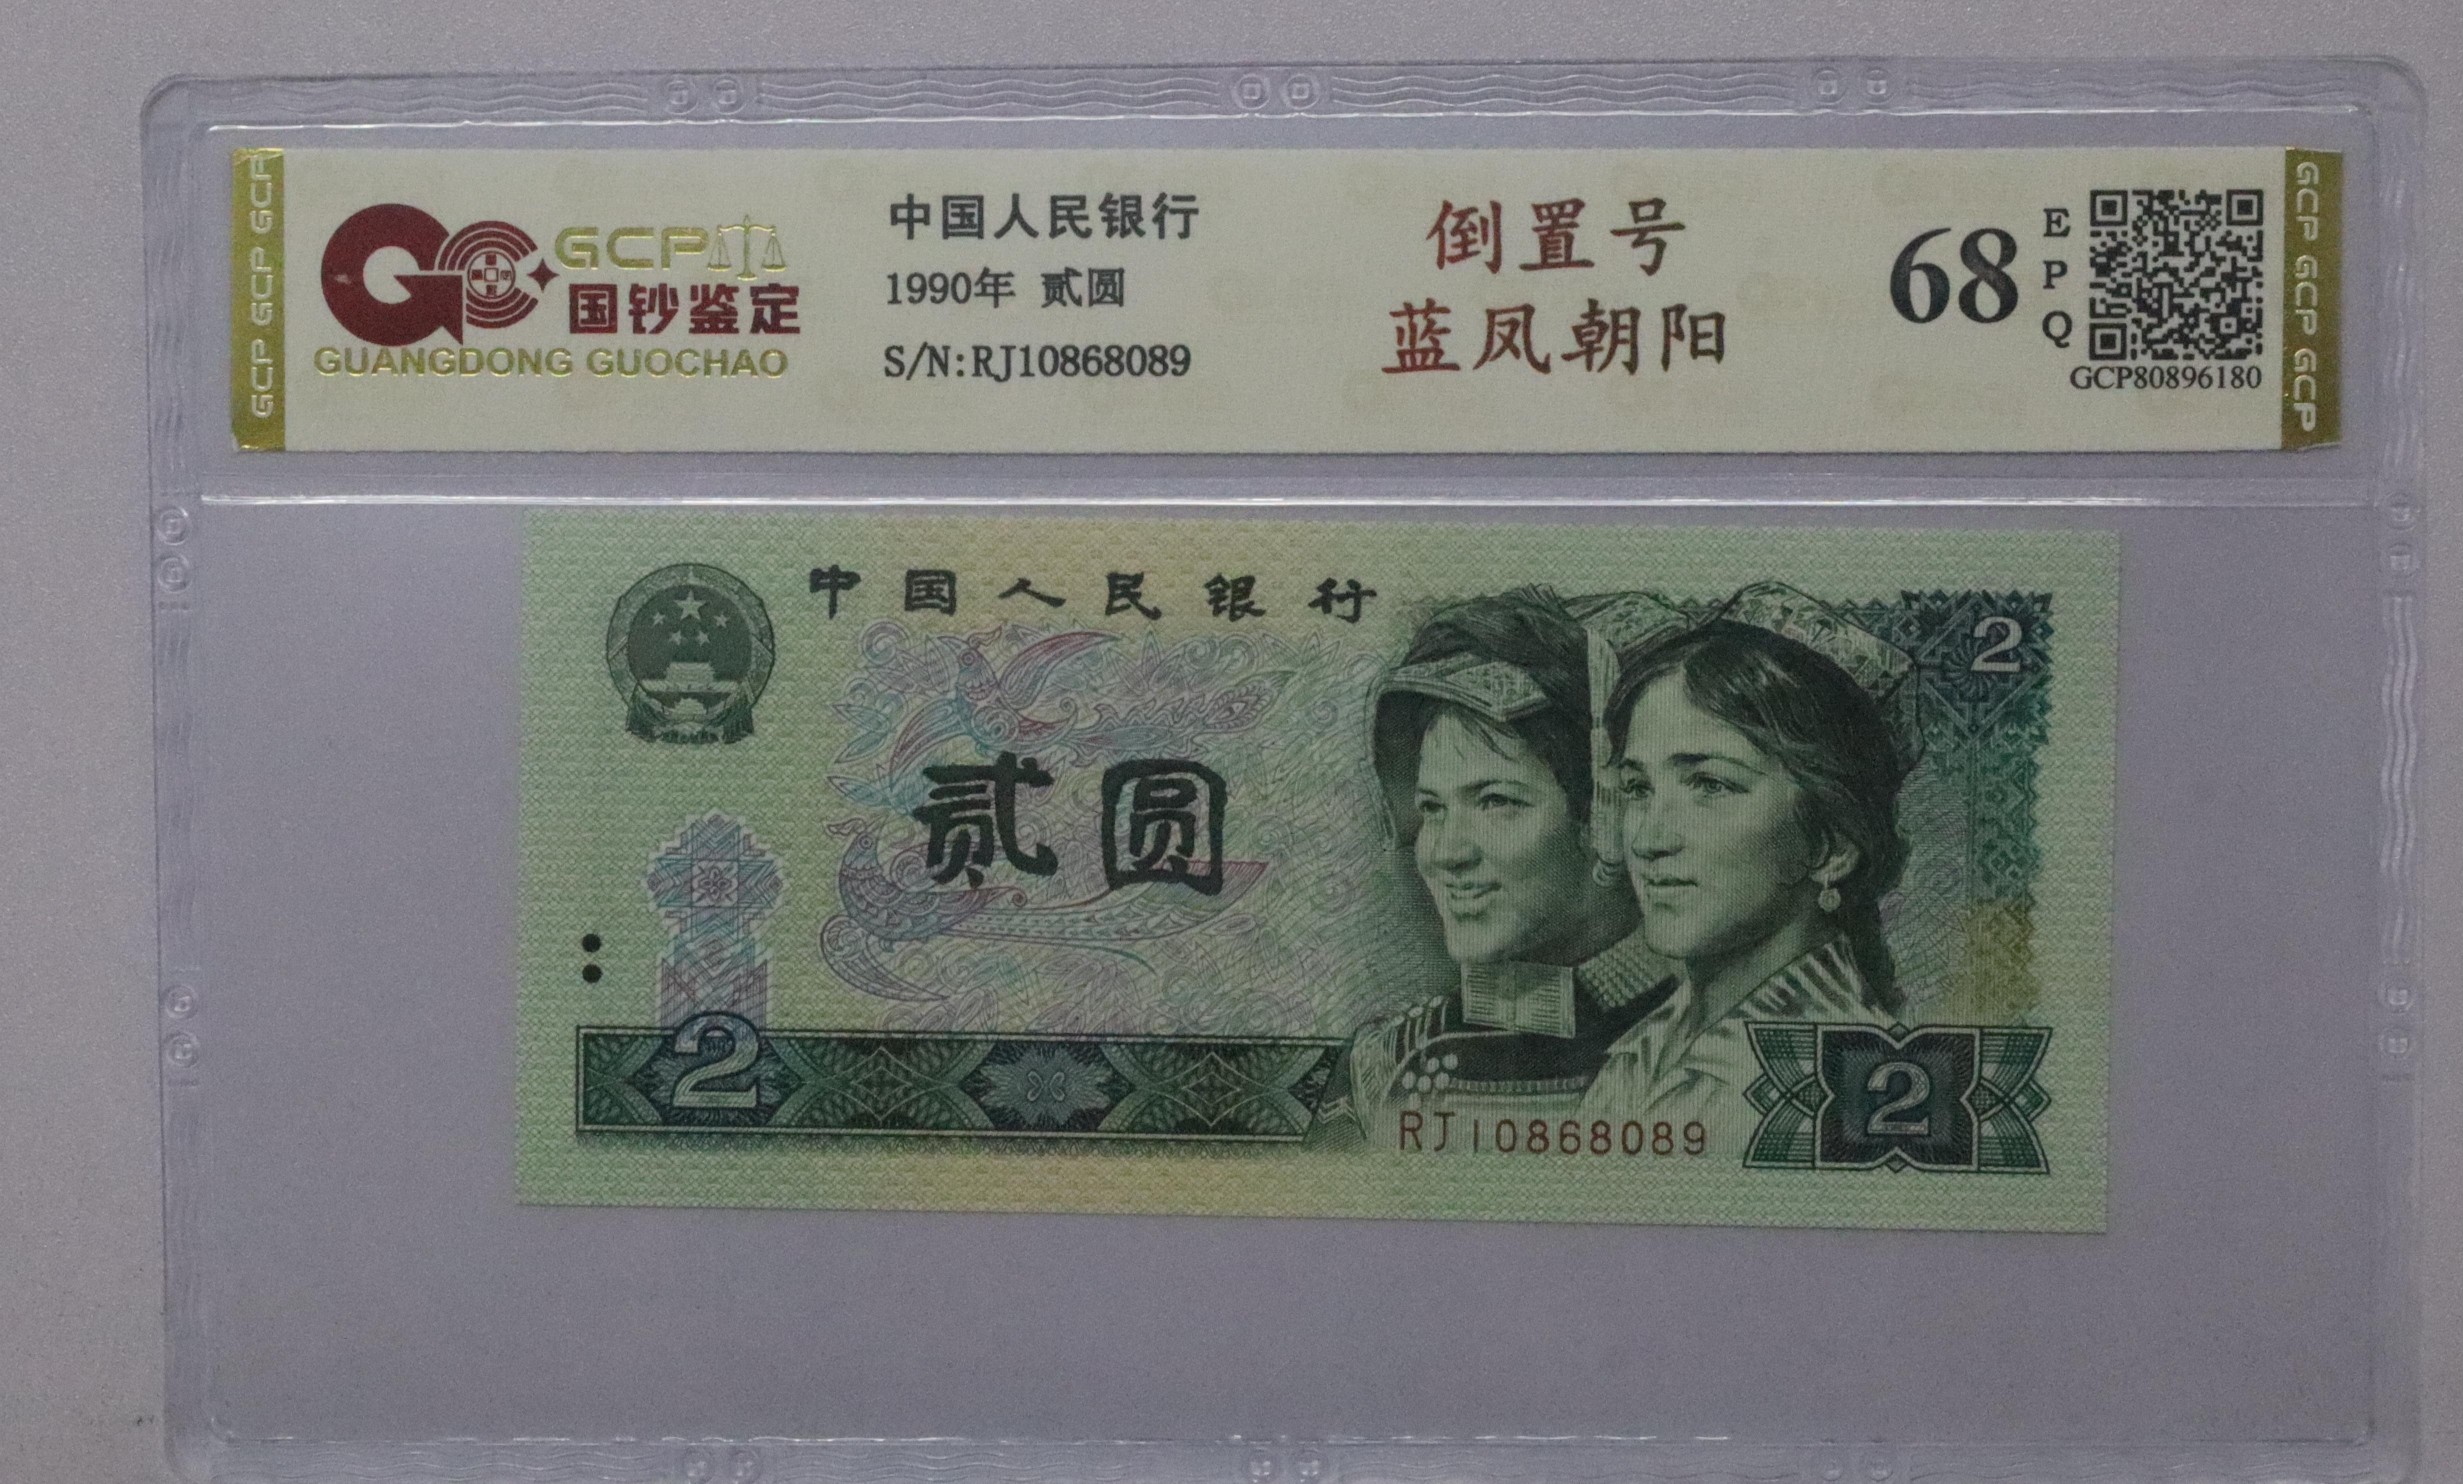 GCP GCP GCP
GCP
国钞鉴定
GUANGDONG GUOCHAO
中国人民银行
1990年 贰圆
S/N:RJ10868089
倒置号
蓝凤朝阳
68
EPQ
GCP80896180
GCP GCP GCP
中国人民银行
2
贰圆
2
2
RJ10868089